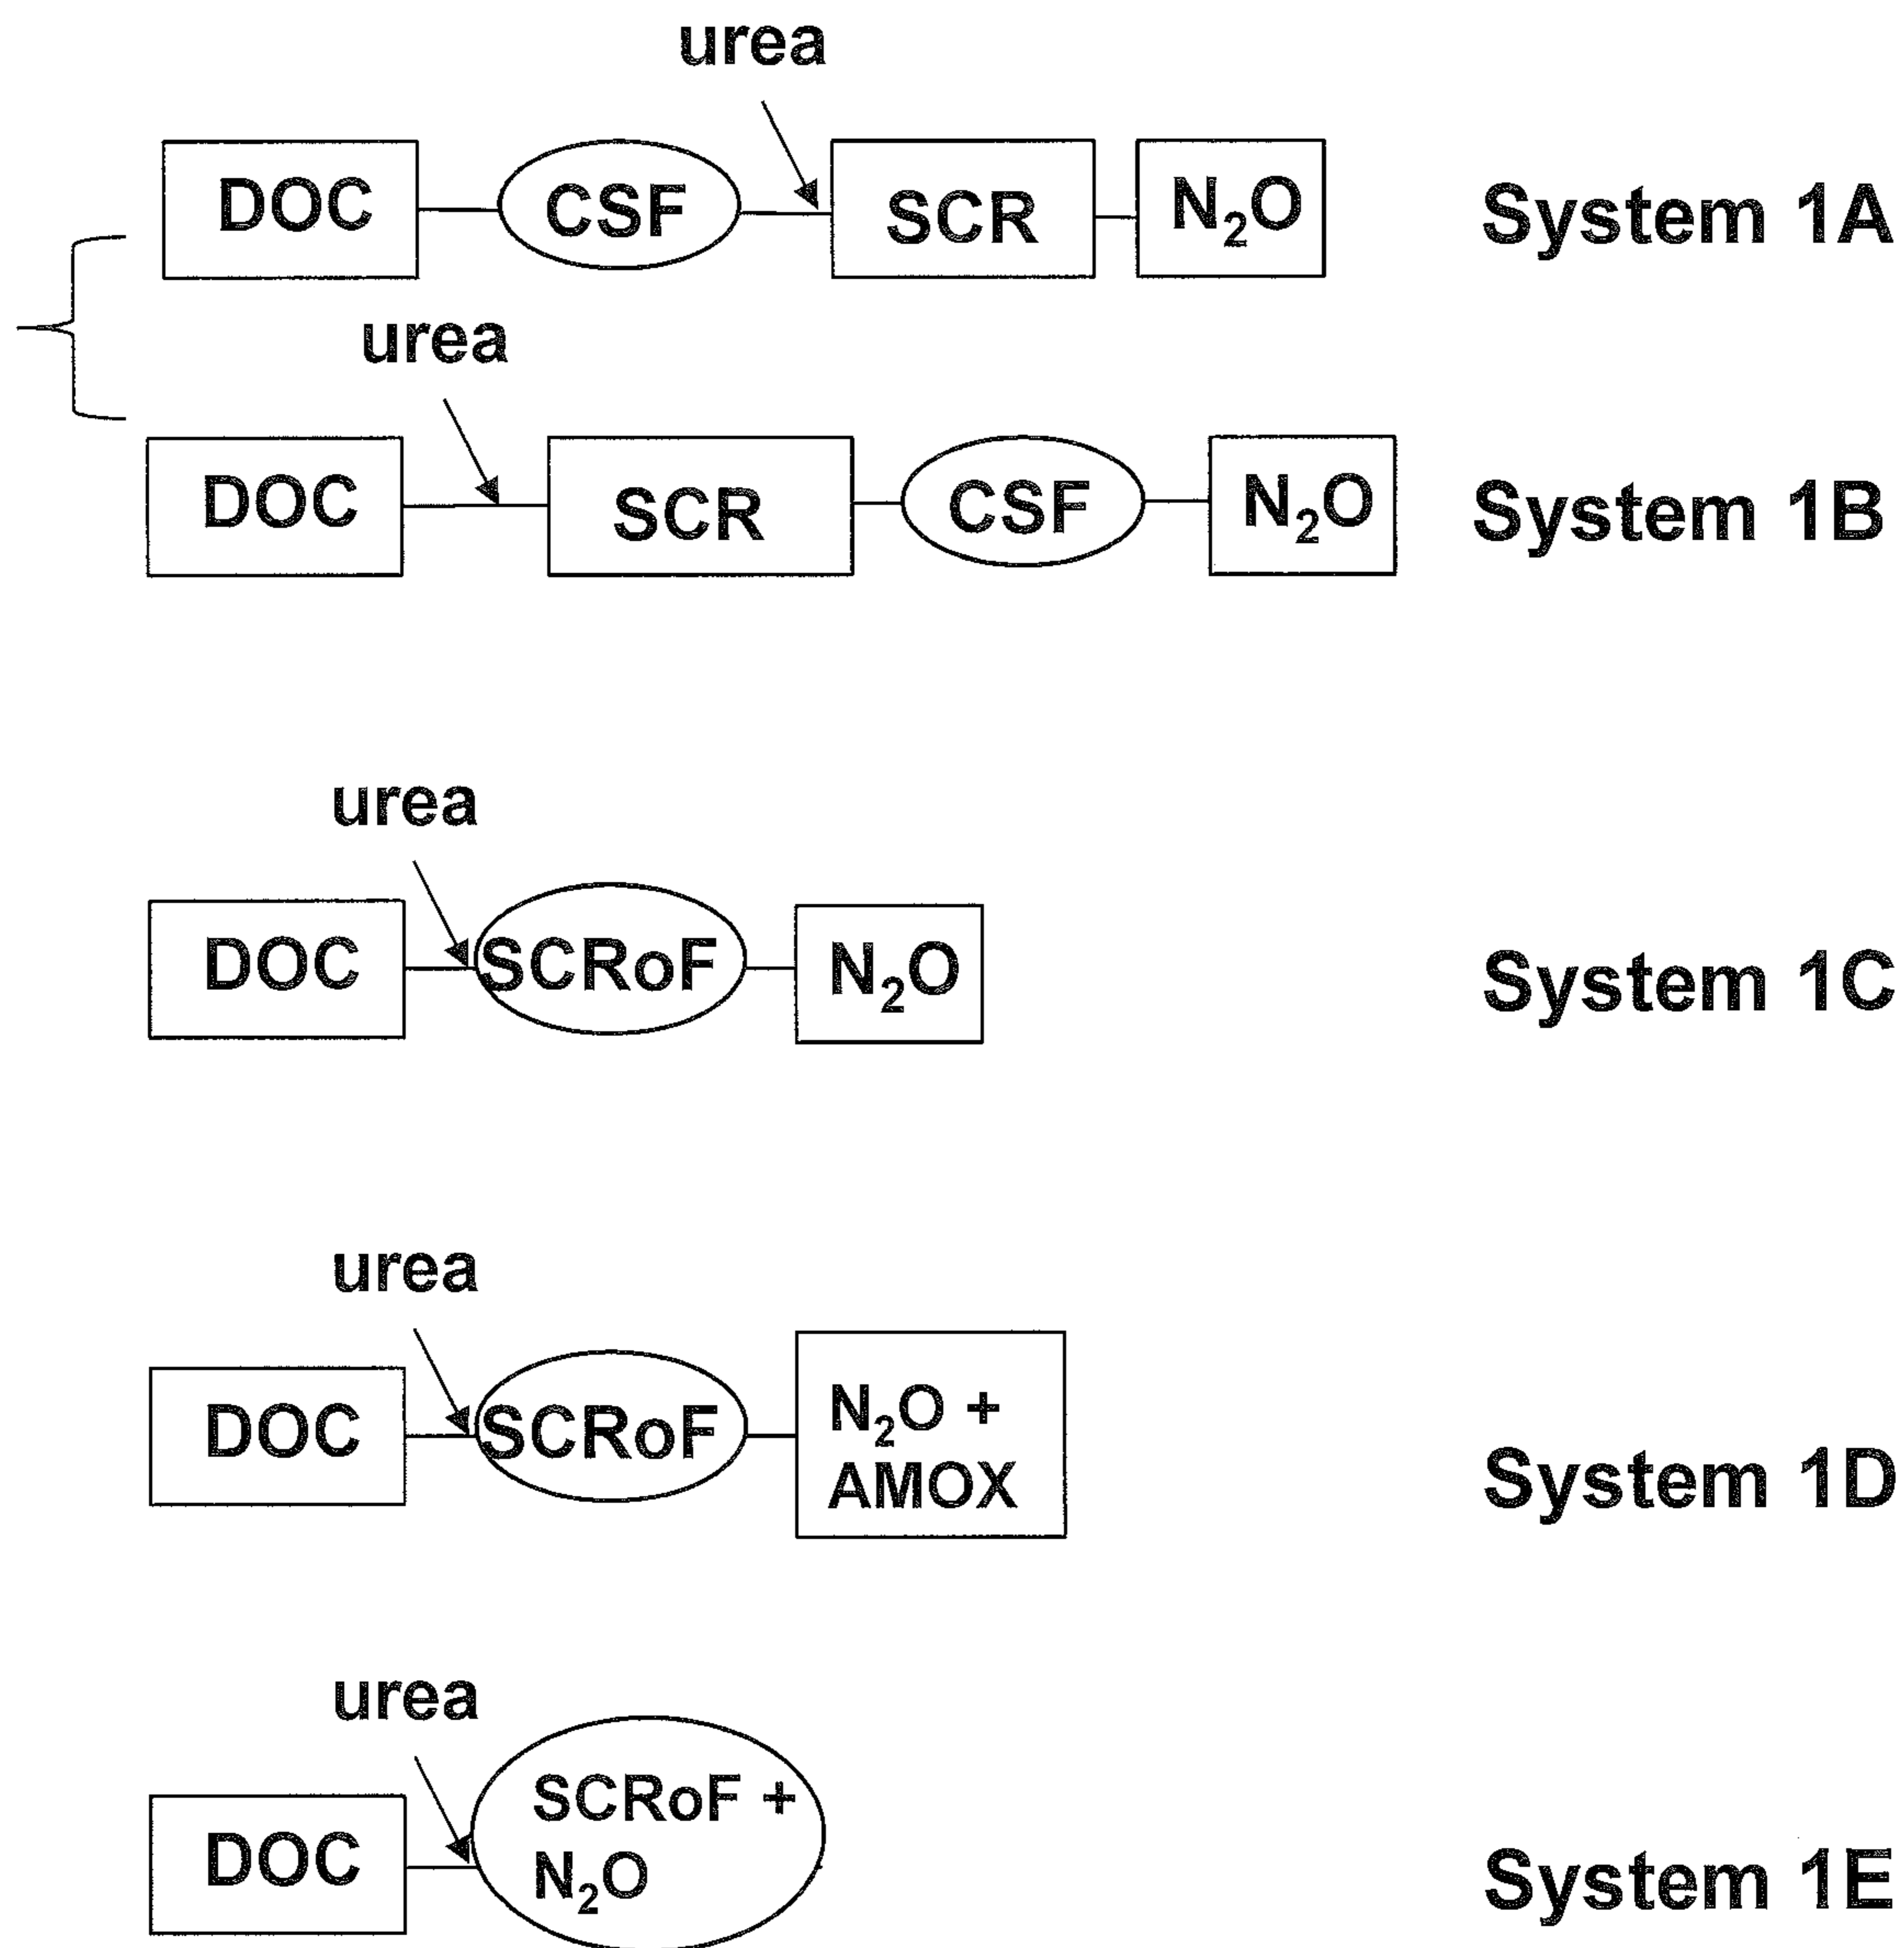 urea
DOC CSF SCR N₂O System 1A
urea
DOC SCR CSF N₂O System 1B
urea
DOC SCRoF N₂O System 1C
urea
DOC SCRoF N₂O +
AMOX System 1D
urea
SCRoF +
DOC N₂O System 1E